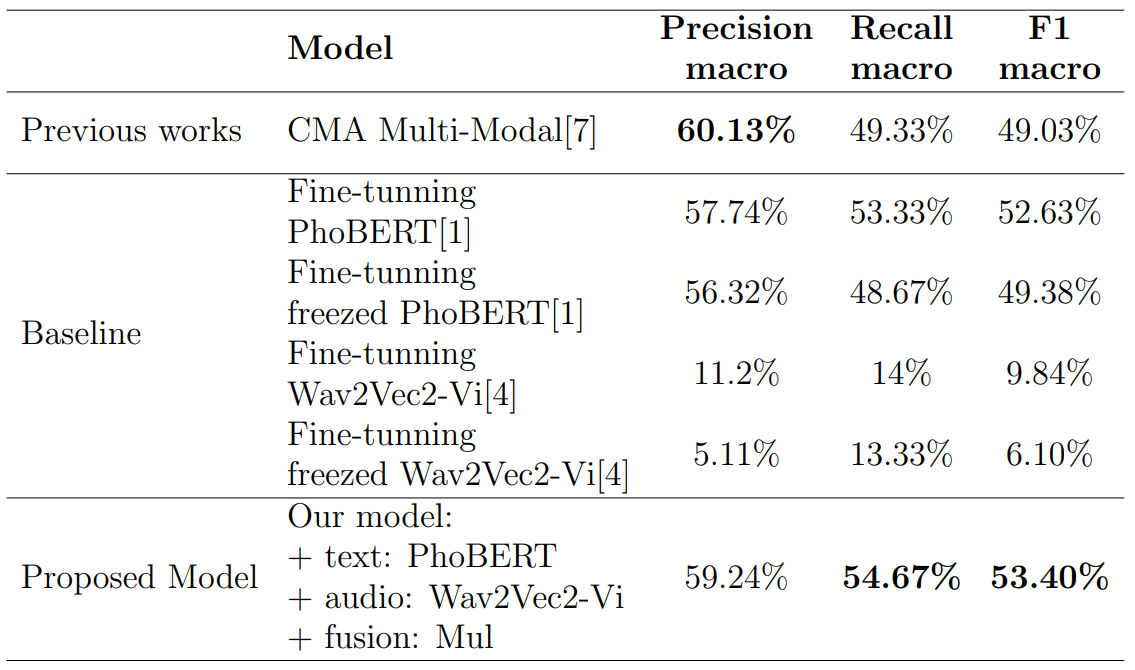 Model Precision macro Recall macro F1 macro
Previous works CMA Multi-Modal[7] 60.13% 49.33% 49.03%
Baseline
Fine-tunning
PhoBERT[1] 57.74% 53.33% 52.63%
Fine-tunning
freezed PhoBERT[1] 56.32% 48.67% 49.38%
Fine-tunning
Wav2Vec2-Vi[4] 11.2% 14% 9.84%
Fine-tunning
freezed Wav2Vec2-Vi[4] 5.11% 13.33% 6.10%
Proposed Model
Our model:
+ text: PhoBERT
+ audio: Wav2Vec2-Vi
+ fusion: Mul
59.24% 54.67% 53.40%